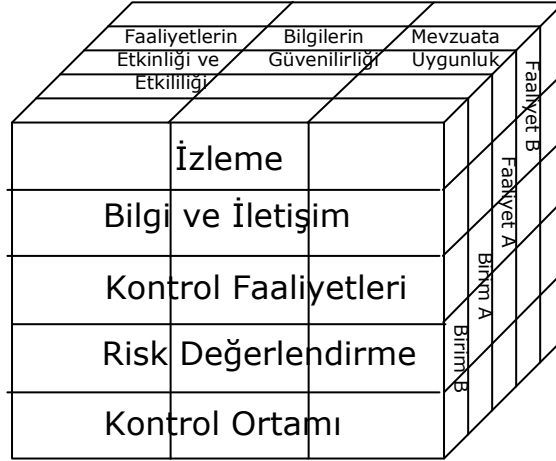 Faaliyetlerin
Etkinliği ve
Etkililiği
Bilgilerin
Güvenilirliği
Mevzuata
Uygunluk
İzleme
Bilgi ve İletişim
Kontrol Faaliyetleri
Risk Değerlendirme
Kontrol Ortamı
Birim B
Birim A
Faaliyet A
Faaliyet B